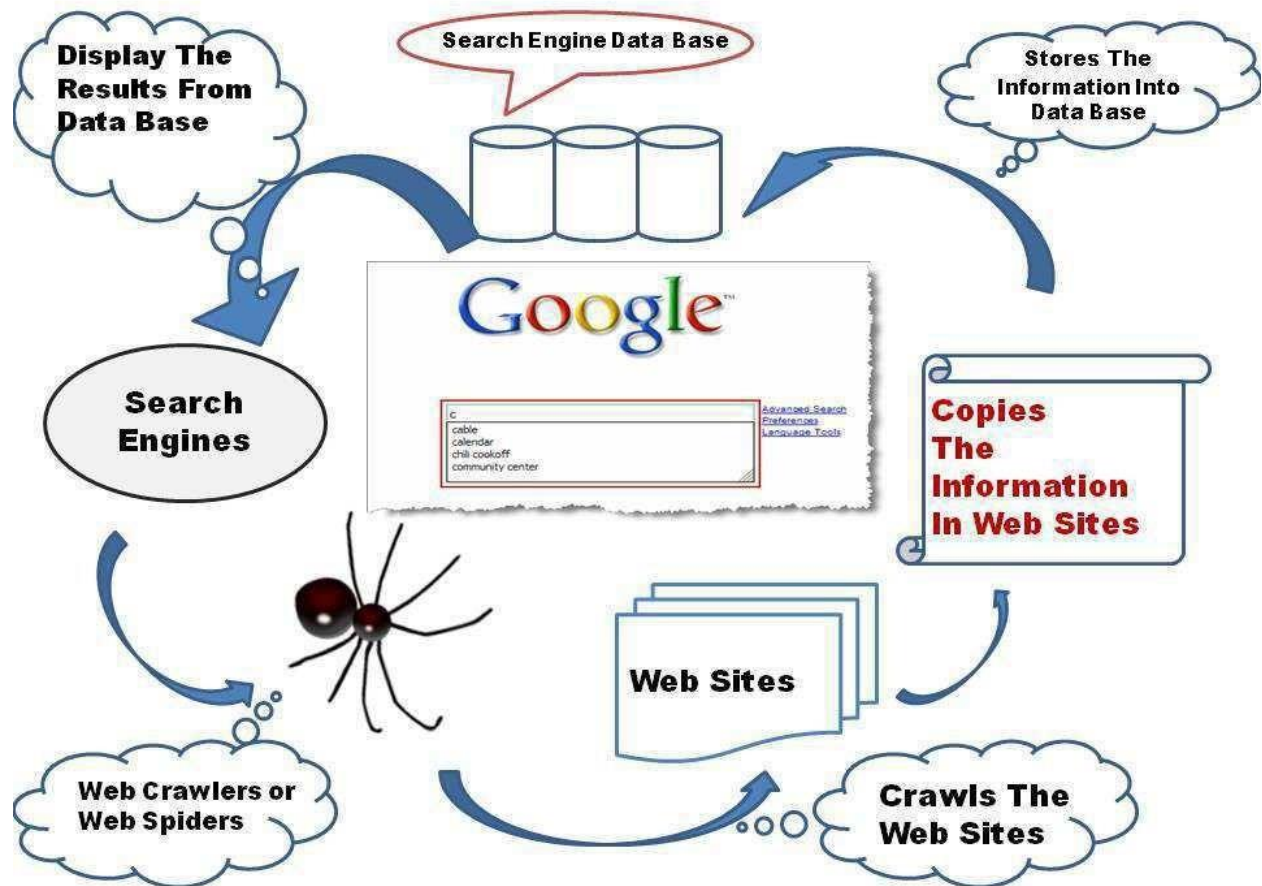 Display The
Results From
Data Base
Search Engine Data Base
Stores The
Information Into
Data Base
Google™
c
cable
calendar
chili cookoff
community center
Advanced Search
Preferences
Language Tools
Search
Engines
Copies
The
Information
In Web Sites
Web Sites
Web Crawlers or
Web Spiders
Crawls The
Web Sites